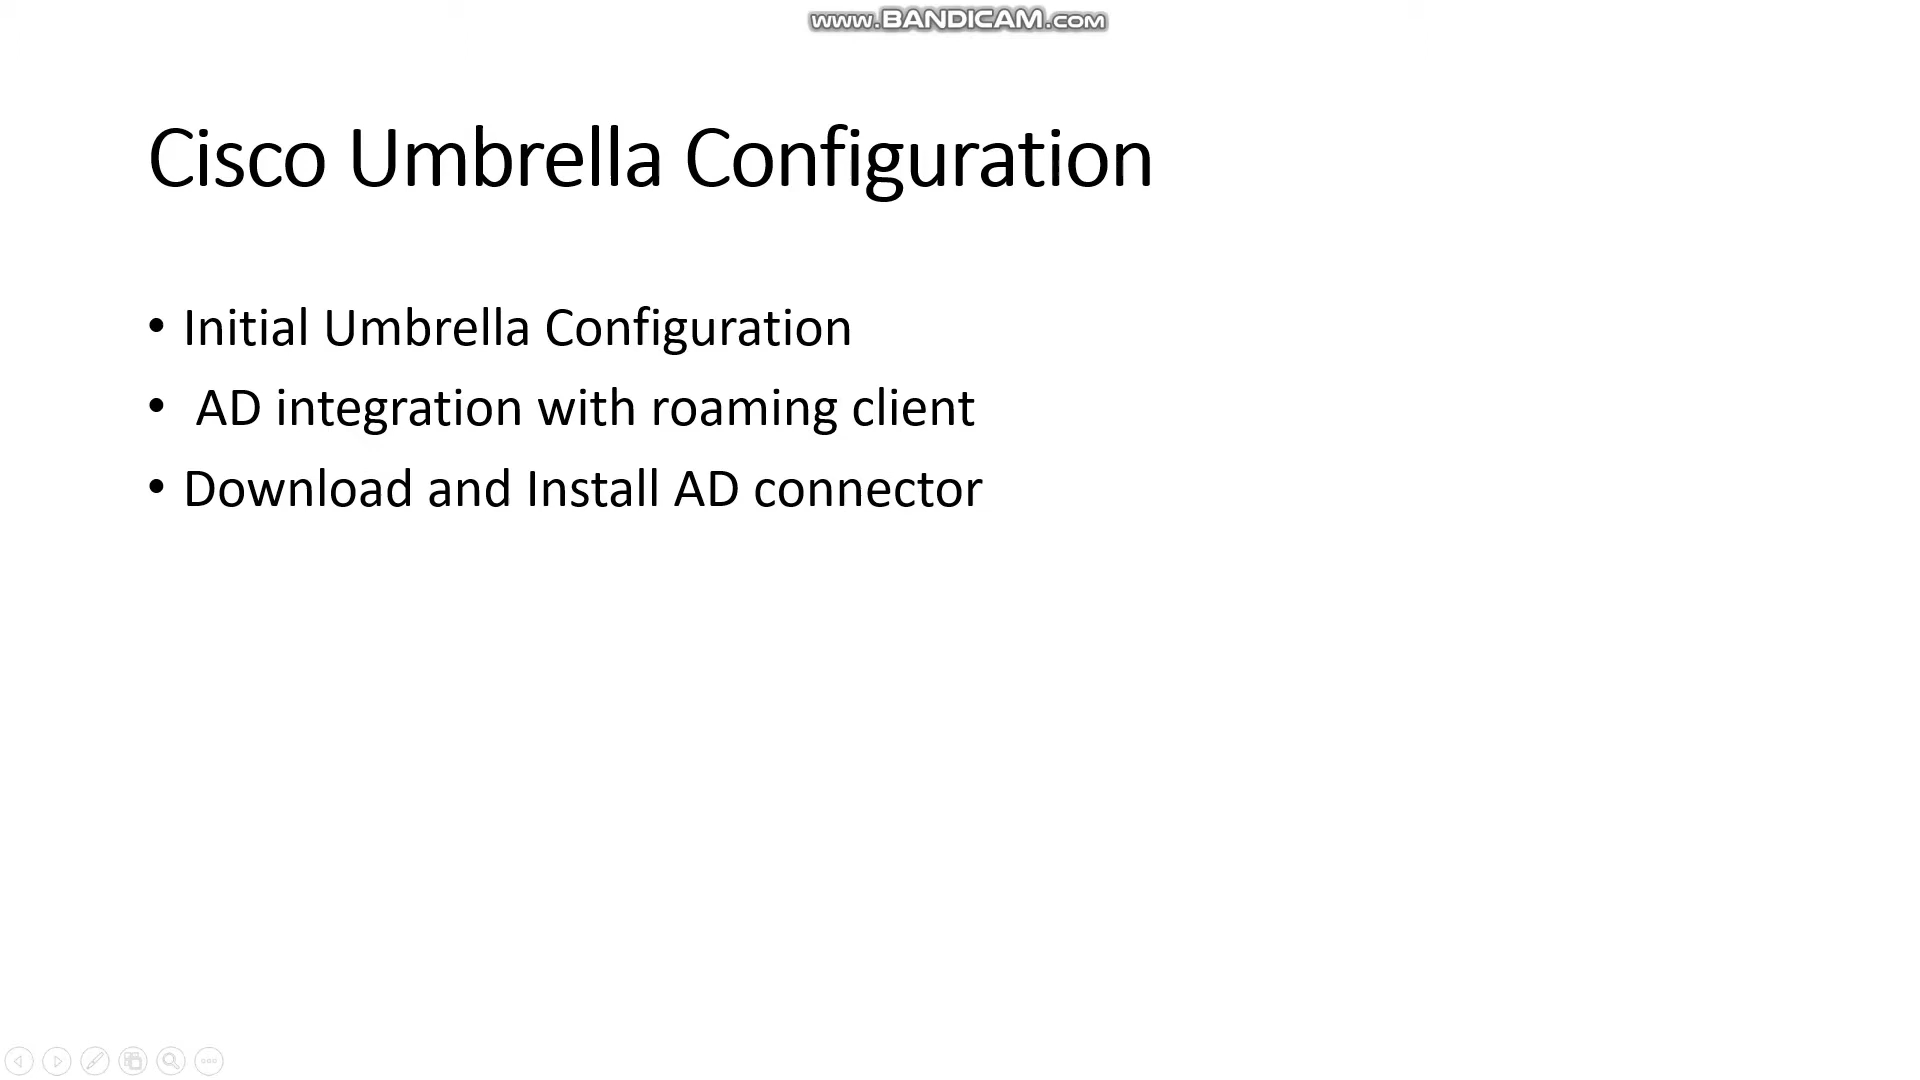 www.BANDICAM.com
Cisco Umbrella Configuration
• Initial Umbrella Configuration
• AD integration with roaming client
• Download and Install AD connector